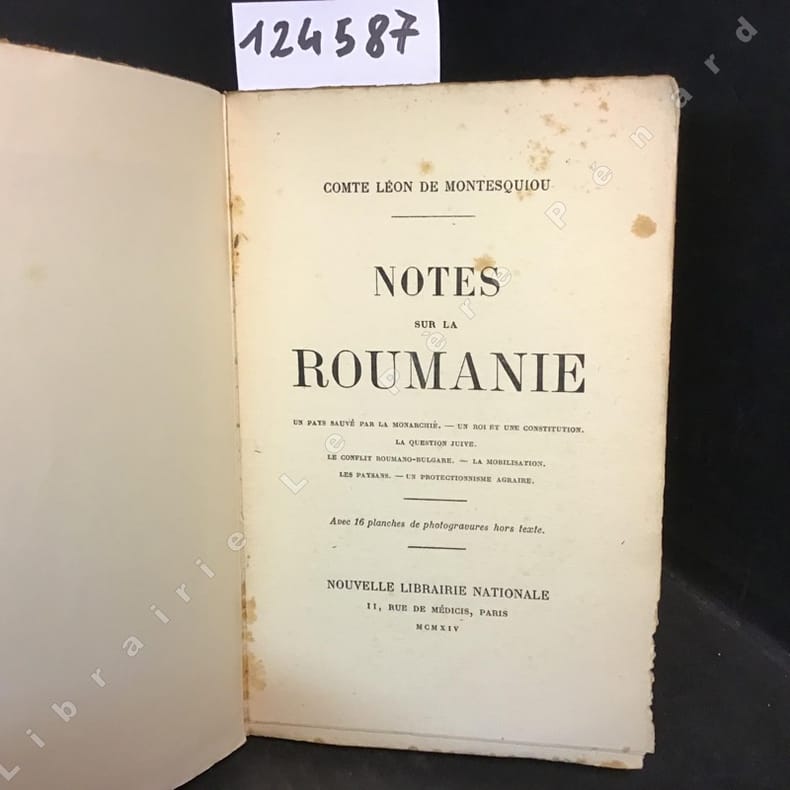 124587
COMTE LÉON DE MONTESQUIOU
NOTES
SUR LA
ROUMANIE
UN PAYS SAUVÉ PAR LA MONARCHIE. — UN ROI ET UNE CONSTITUTION.
LA QUESTION JUIVE.
LE CONFLIT ROUMANO-BULGARE. — LA MOBILISATION.
LES PAYSANS. — UN PROTECTIONNISME AGRAIRE.
Avec 16 planches de photogravures hors texte.
NOUVELLE LIBRAIRIE NATIONALE
11, RUE DE MÉDICIS, PARIS
MCMXIV
Librairie Le Père Pénard